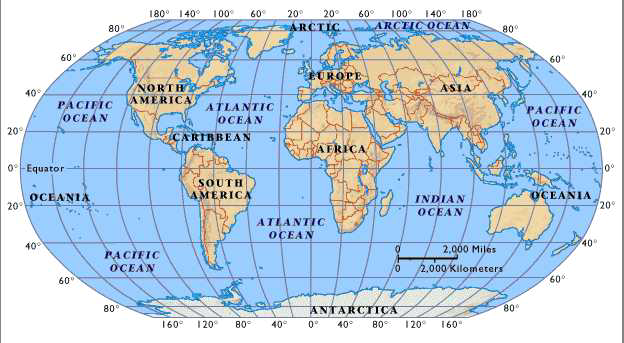 180° 140° 100° 60° 20° 20° 60° 100° 140° 180°
80° ARCTIC ARCTIC OCEAN 80°
60° 60°
EUROPE
NORTH AMERICA
ASIA
40° 40°
PACIFIC OCEAN
ATLANTIC OCEAN
PACIFIC OCEAN
20° CARIBBEAN 20°
AFRICA
0° Equator 0°
SOUTH AMERICA
OCEANIA
INDIAN OCEAN
OCEANIA
20° 20°
ATLANTIC OCEAN
40° 40°
0 2,000 Miles
0 2,000 Kilometers
PACIFIC OCEAN
60° 60°
80° 80°
ANTARCTICA
160° 120° 80° 40° 0° 40° 80° 120° 160°